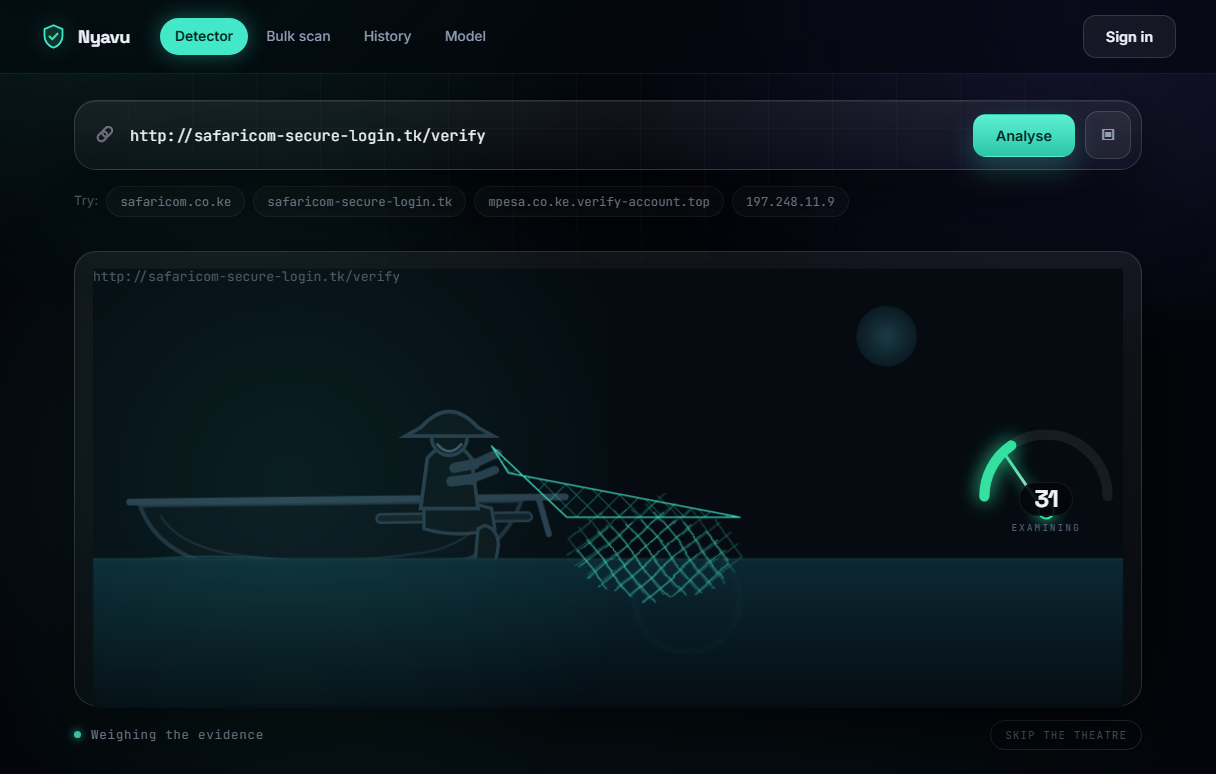 Nyavu
Detector
Bulk scan
History
Model
Sign in
http://safaricom-secure-login.tk/verify
Analyse
Try:
safaricom.co.ke
safaricom-secure-login.tk
mpesa.co.ke.verify-account.top
197.248.11.9
http://safaricom-secure-login.tk/verify
31
EXAMINING
Weighing the evidence
SKIP THE THEATRE